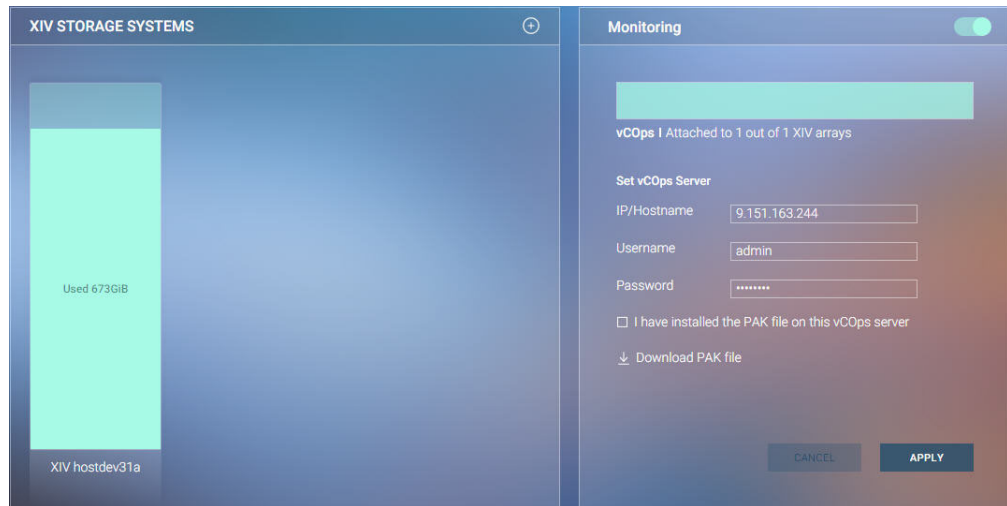 XIV STORAGE SYSTEMS
Used 673GiB
XIV hostdev31a
Monitoring
vCOps | Attached to 1 out of 1 XIV arrays
Set vCOps Server
IP/Hostname 9.151.163.244
Username admin
Password ••••••••
I have installed the PAK file on this vCOps server
Download PAK file
CANCEL APPLY